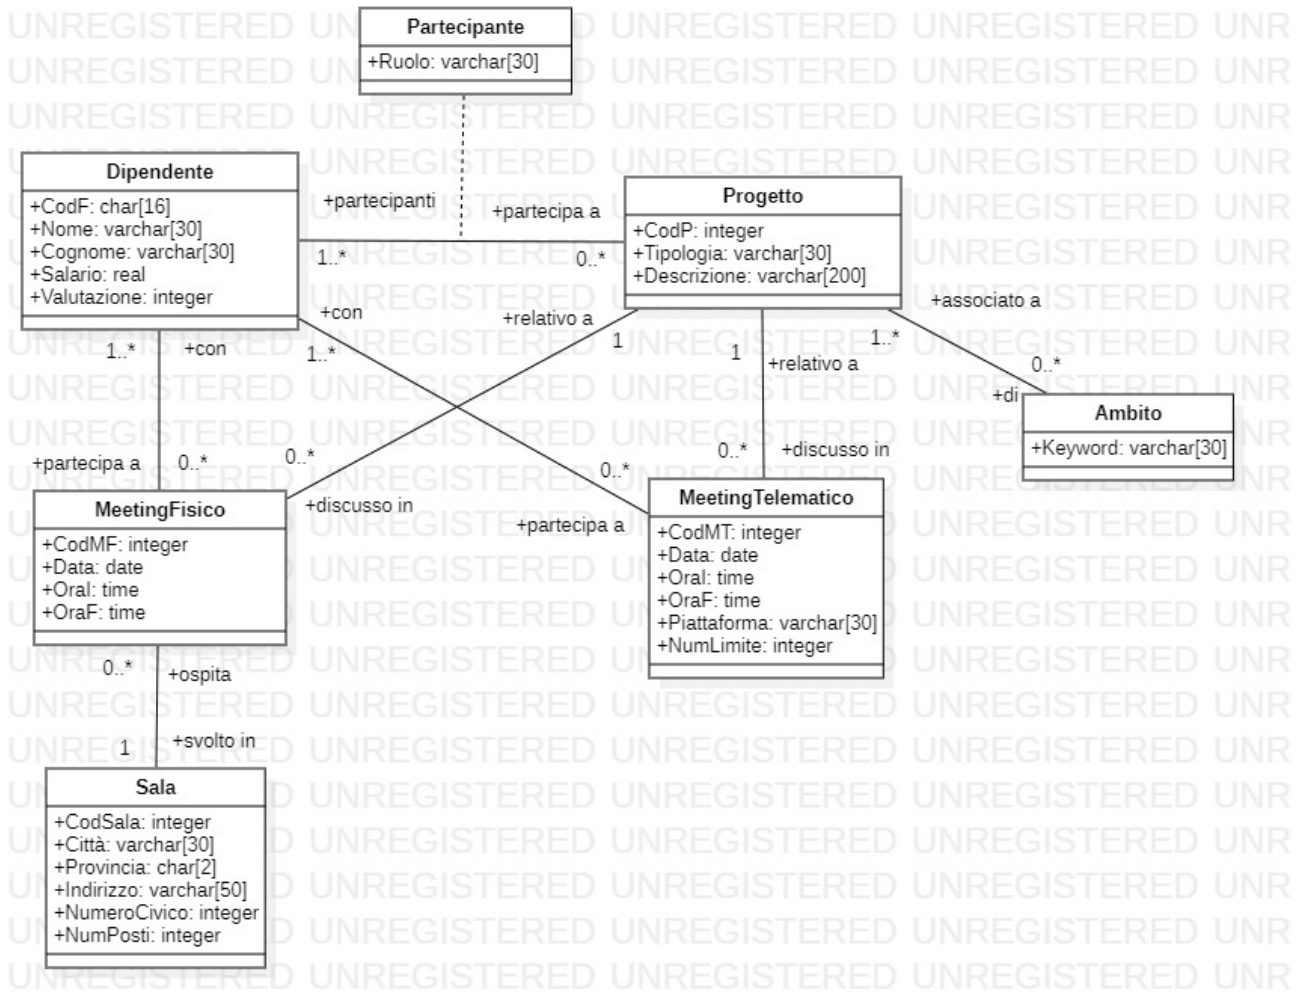 Partecipante
+Ruolo: varchar[30]
Dipendente
+CodF: char[16]
+Nome: varchar[30]
+Cognome: varchar[30]
+Salario: real
+Valutazione: integer
+partecipanti
1..*
+partecipa a
0..*
Progetto
+CodP: integer
+Tipologia: varchar[30]
+Descrizione: varchar[200]
+con
1..*
+con
1..*
+relativo a
1
1
+relativo a
+associato a
1..*
0..*
+di
Ambito
+Keyword: varchar[30]
+partecipa a
0..*
0..*
+discusso in
0..*
+partecipa a
0..*
+discusso in
MeetingFisico
+CodMF: integer
+Data: date
+OraI: time
+OraF: time
MeetingTelematico
+CodMT: integer
+Data: date
+OraI: time
+OraF: time
+Piattaforma: varchar[30]
+NumLimite: integer
0..*
+ospita
1
+svolto in
Sala
+CodSala: integer
+Città: varchar[30]
+Provincia: char[2]
+Indirizzo: varchar[50]
+NumeroCivico: integer
+NumPosti: integer
UNREGISTERED UNREGISTERED UNREGISTERED UNREGISTERED UNR